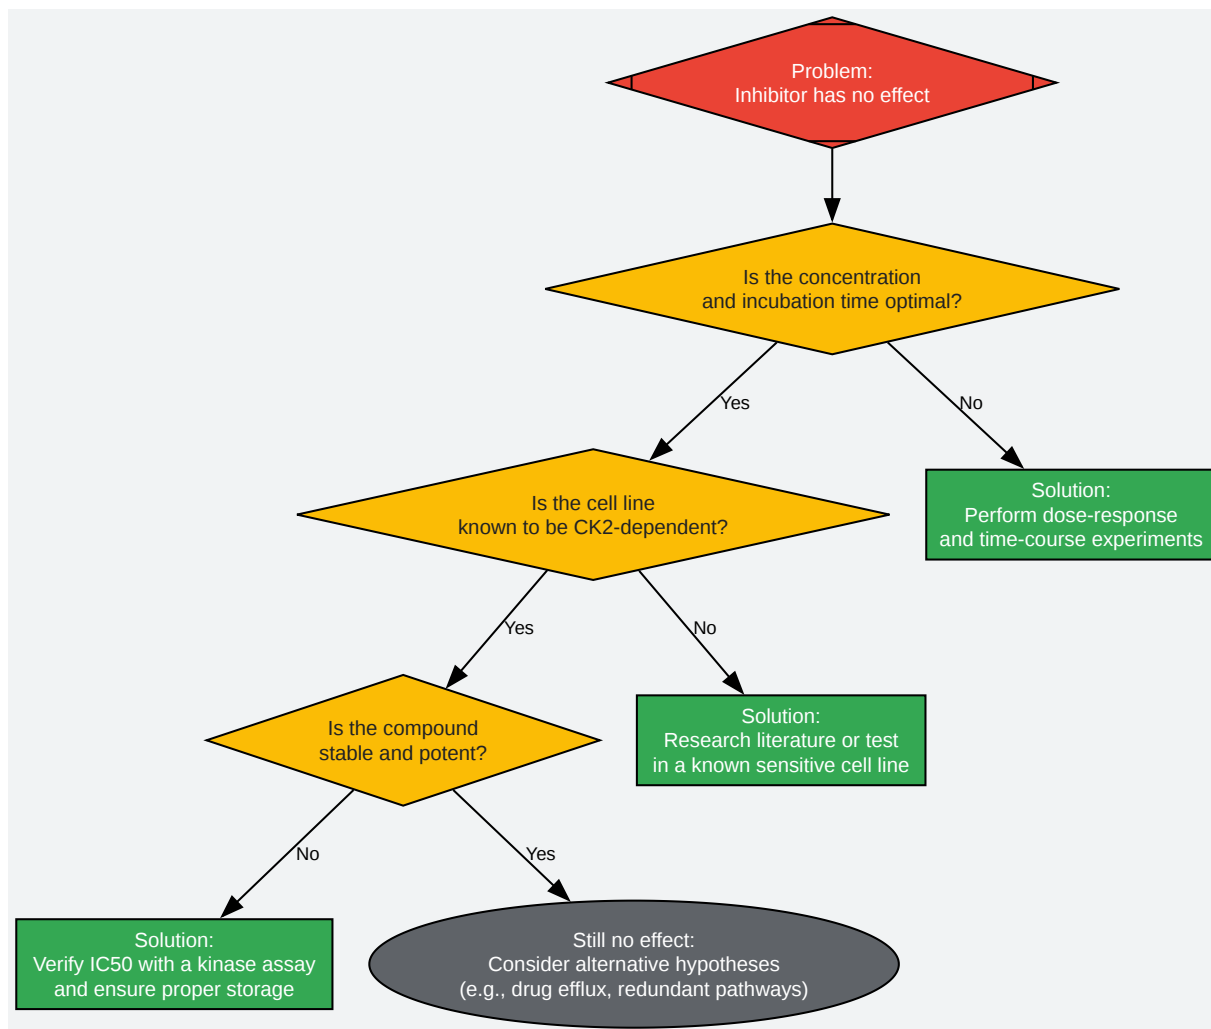 Problem:
Inhibitor has no effect
Is the concentration
and incubation time optimal?
Yes
No
Is the cell line
known to be CK2-dependent?
Solution:
Perform dose-response
and time-course experiments
Yes
No
Is the compound
stable and potent?
Solution:
Research literature or test
in a known sensitive cell line
No
Yes
Solution:
Verify IC50 with a kinase assay
and ensure proper storage
Still no effect:
Consider alternative hypotheses
(e.g., drug efflux, redundant pathways)